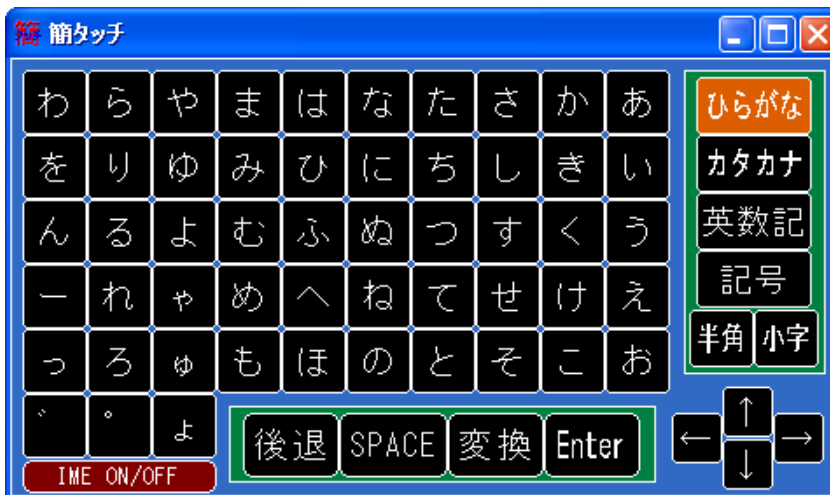 簡 簡タッチ
わ ら や ま は な た さ か あ ひらがな
を り ゆ み ひ に ち し き い カタカナ
ん る よ む ふ ぬ つ す く う 英数記
ー れ ゃ め へ ね て せ け え 記号
っ ろ ゅ も ほ の と そ こ お 半角 小字
゛ ゜ ょ 後退 SPACE 変換 Enter ← ↑ ↓ →
IME ON/OFF